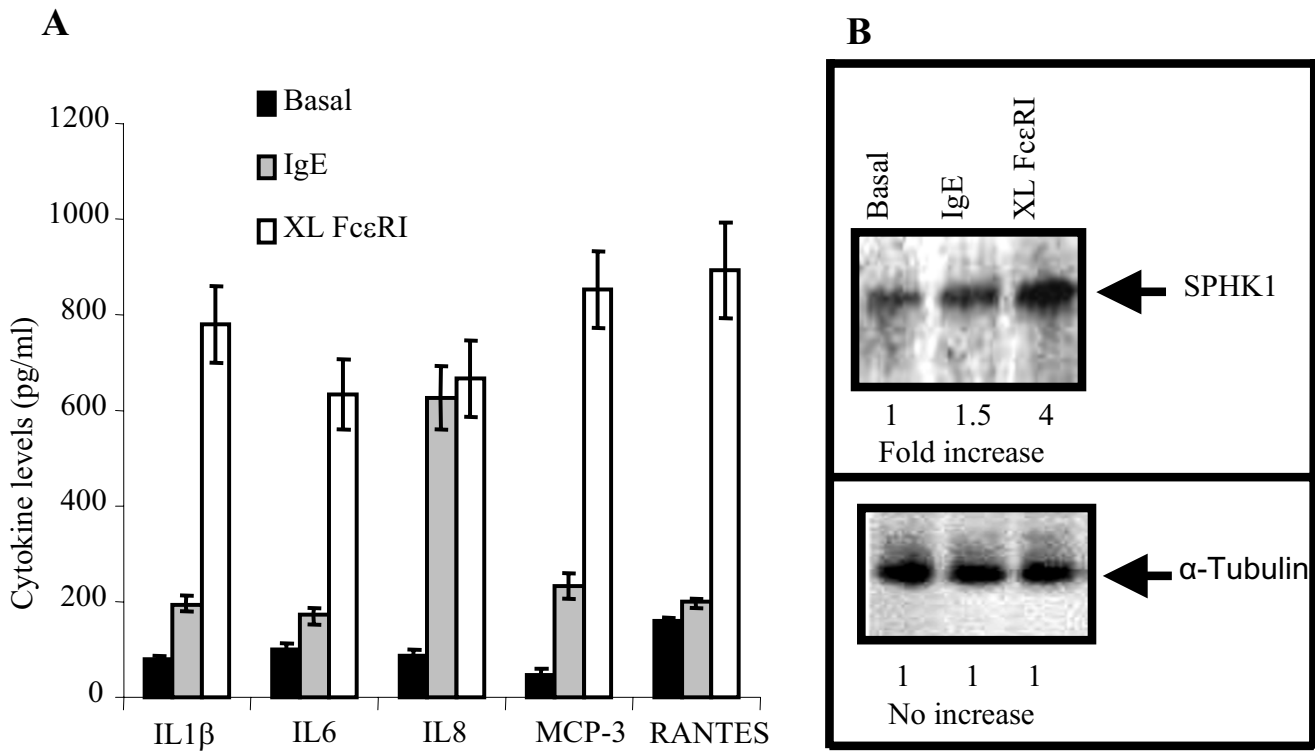 A
Basal
IgE
XL FcεRI
Cytokine levels (pg/ml)
1200
1000
800
600
400
200
0
IL1β IL6 IL8 MCP-3 RANTES
B
Basal IgE XL FcεRI
SPHK1
1 1.5 4
Fold increase
α-Tubulin
1 1 1
No increase